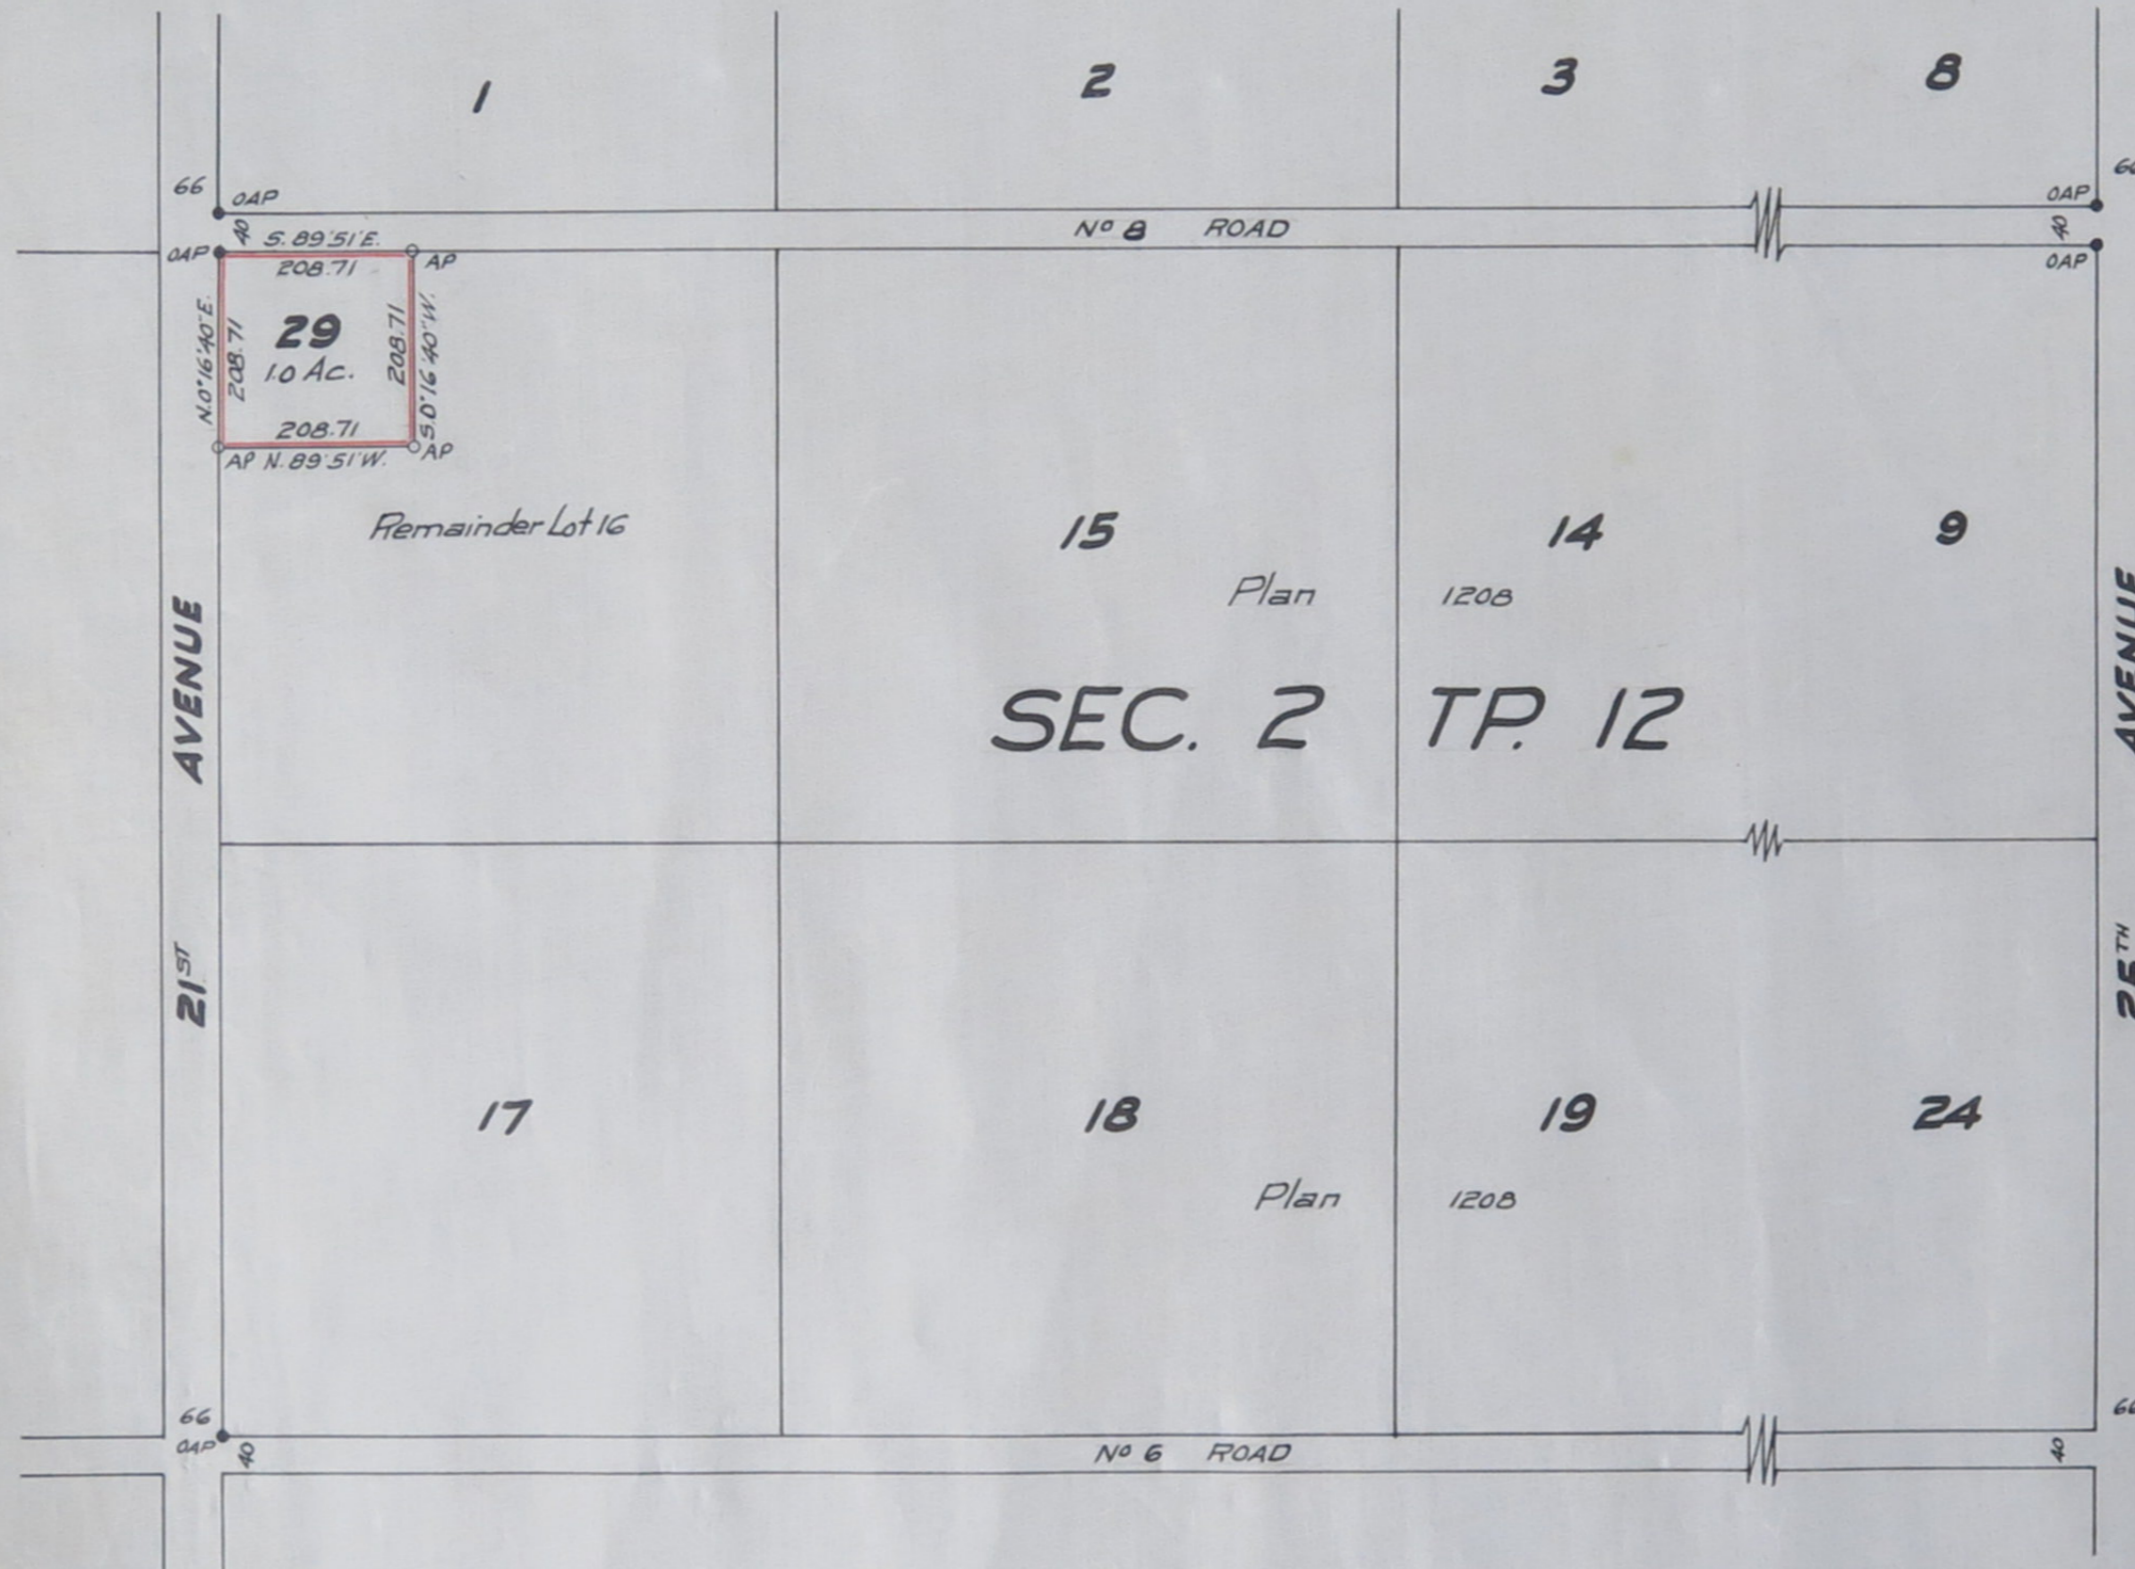 1
2
3
8
66
OAP
OAP
40
40
Nº 8 ROAD
S. 89°51'E.
OAP
AP
OAP
208.71
N.0°16'40"E.
208.71
29
1.0 Ac.
208.71
S.0°16'40"W.
208.71
AP N. 89°51'W.
AP
Remainder Lot 16
15
14
9
Plan 1208
AVENUE
AVENUE
SEC. 2 TP. 12
21ST
25TH
17
18
19
24
Plan 1208
66
OAP
40
Nº 6 ROAD
40